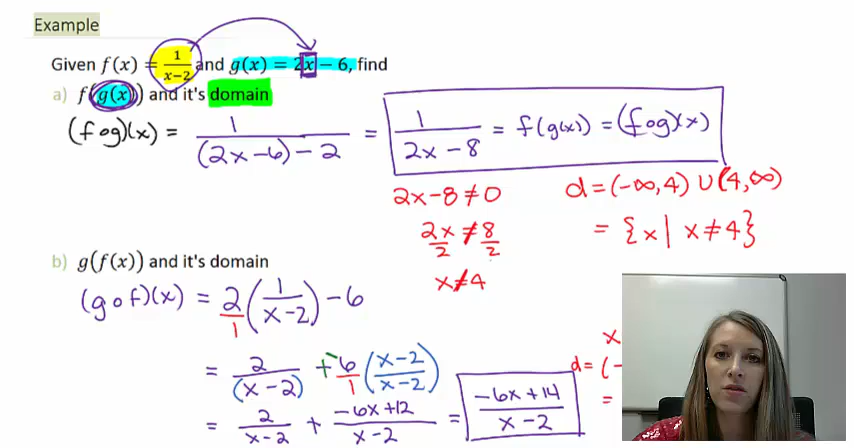 Example
Given f(x) = 1/(x−2) and g(x) = 2x − 6, find
a) f(g(x)) and it's domain
(f o g)(x) = 1/((2x−6)−2) = 1/(2x−8) = f(g(x)) = (f o g)(x)
2x−8 ≠ 0
d = (-∞, 4) ∪ (4, ∞)
2x/2 ≠ 8/2
= {x | x ≠ 4}
x ≠ 4
b) g(f(x)) and it's domain
(g o f)(x) = 2/1 (1/(x−2)) − 6
x
= 2/(x−2) + -6/1 ((x−2)/(x−2))
d = (-
= 2/(x−2) + (-6x+12)/(x−2) = (-6x+14)/(x−2)
=